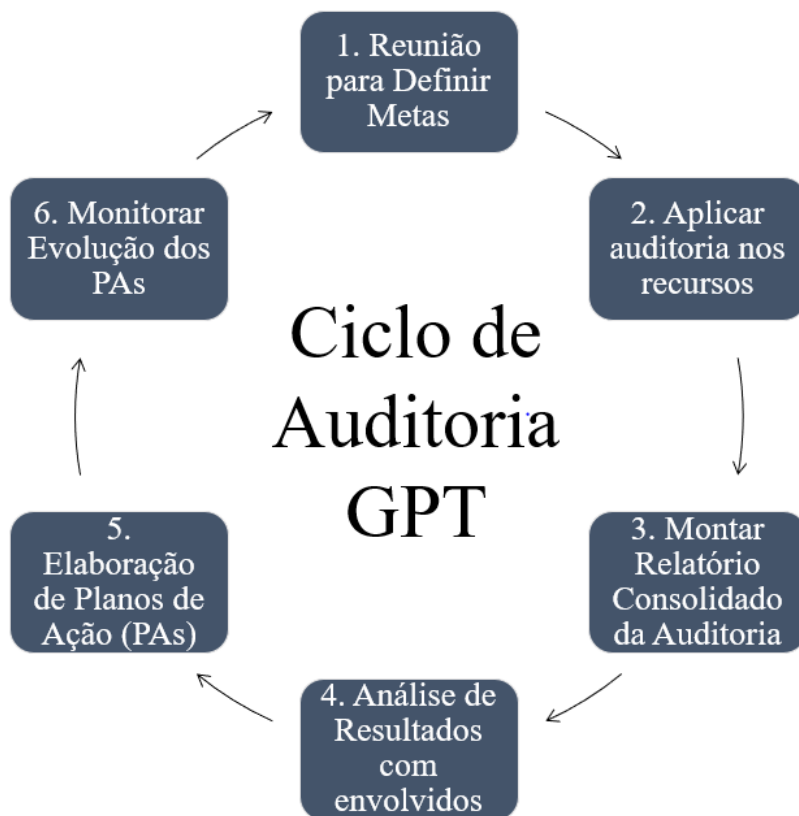 1. Reunião
para Definir
Metas
2. Aplicar
auditoria nos
recursos
3. Montar
Relatório
Consolidado
da Auditoria
4. Análise de
Resultados
com
envolvidos
5.
Elaboração
de Planos de
Ação (PAs)
6. Monitorar
Evolução dos
PAs
Ciclo de
Auditoria
GPT